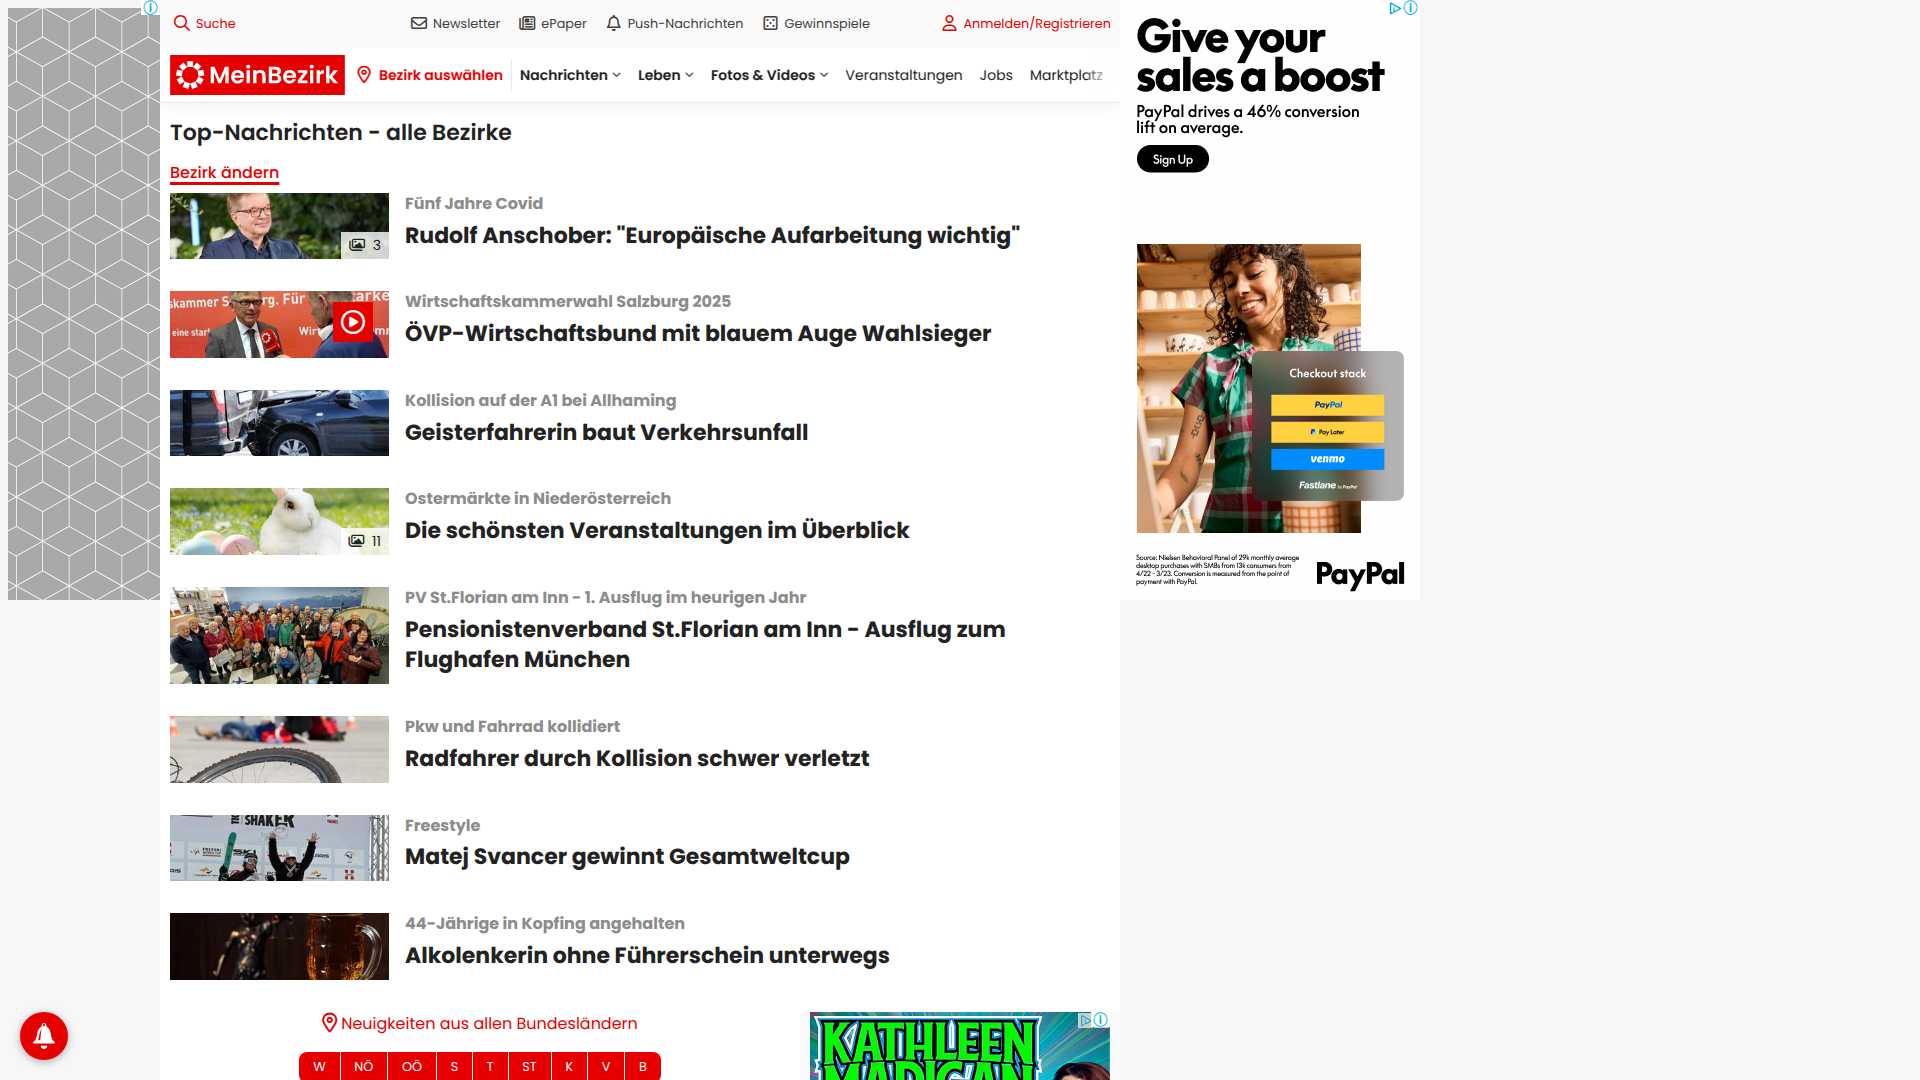 Suche
Newsletter
ePaper
Push-Nachrichten
Gewinnspiele
Anmelden/Registrieren
MeinBezirk
Bezirk auswählen
Nachrichten
Leben
Fotos & Videos
Veranstaltungen
Jobs
Marktplatz
Top-Nachrichten - alle Bezirke
Bezirk ändern
3
Fünf Jahre Covid
Rudolf Anschober: "Europäische Aufarbeitung wichtig"
Wirtschaftskammerwahl Salzburg 2025
ÖVP-Wirtschaftsbund mit blauem Auge Wahlsieger
Kollision auf der A1 bei Allhaming
Geisterfahrerin baut Verkehrsunfall
11
Ostermärkte in Niederösterreich
Die schönsten Veranstaltungen im Überblick
PV St.Florian am Inn - 1. Ausflug im heurigen Jahr
Pensionistenverband St.Florian am Inn - Ausflug zum
Flughafen München
Pkw und Fahrrad kollidiert
Radfahrer durch Kollision schwer verletzt
SHAKER
Freestyle
Matej Svancer gewinnt Gesamtweltcup
44-Jährige in Kopfing angehalten
Alkolenkerin ohne Führerschein unterwegs
Neuigkeiten aus allen Bundesländern
W NÖ OÖ S T ST K V B
KATHLEEN
MADIGAN
Give your
sales a boost
PayPal drives a 46% conversion
lift on average.
Sign Up
Checkout stack
PayPal
Pay Later
venmo
Fastlane by PayPal
Source: Nielsen Behavioral Panel of 29k monthly average
desktop purchases with SMBs from 13k consumers from
4/22 - 3/23. Conversion is measured from the point of
payment with PayPal.
PayPal